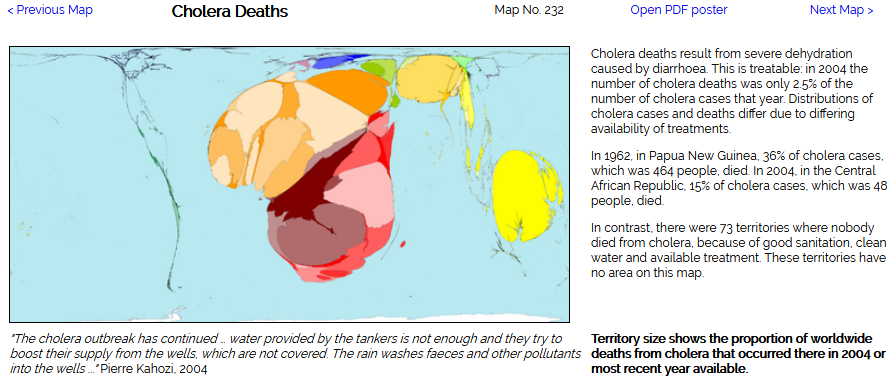 < Previous Map Cholera Deaths Map No. 232 Open PDF poster Next Map >
Cholera deaths result from severe dehydration
caused by diarrhoea. This is treatable: in 2004 the
number of cholera deaths was only 2.5% of the
number of cholera cases that year. Distributions of
cholera cases and deaths differ due to differing
availability of treatments.
In 1962, in Papua New Guinea, 36% of cholera cases,
which was 464 people, died. In 2004, in the Central
African Republic, 15% of cholera cases, which was 48
people, died.
In contrast, there were 73 territories where nobody
died from cholera, because of good sanitation, clean
water and available treatment. These territories have
no area on this map.
"The cholera outbreak has continued ... water provided by the tankers is not enough and they try to
boost their supply from the wells, which are not covered. The rain washes faeces and other pollutants
into the wells ..." Pierre Kahozi, 2004
Territory size shows the proportion of worldwide
deaths from cholera that occurred there in 2004 or
most recent year available.